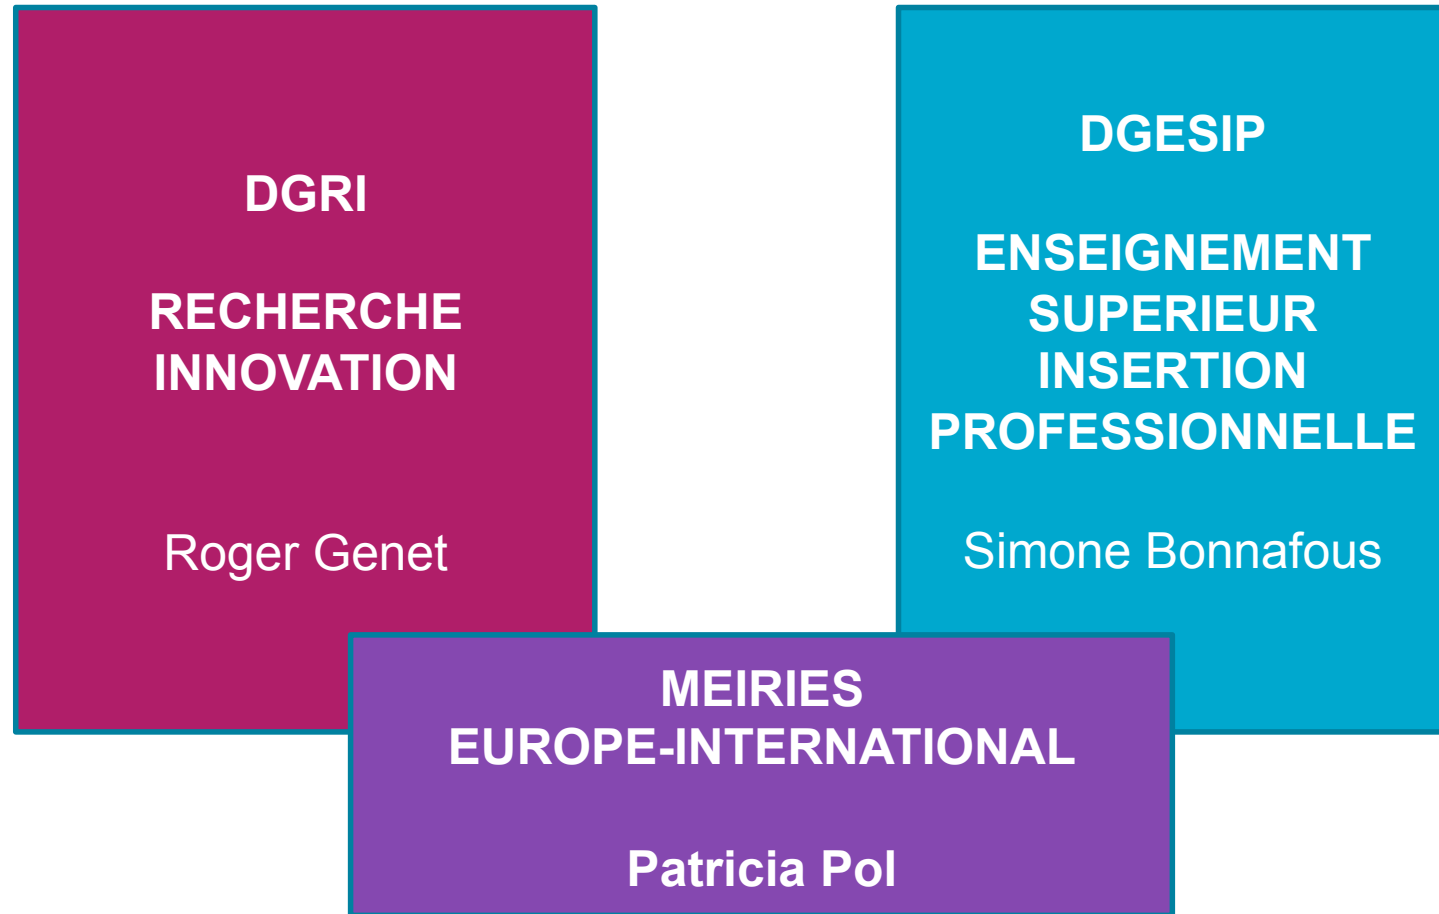 DGRI
RECHERCHE
INNOVATION
Roger Genet
DGESIP
ENSEIGNEMENT
SUPERIEUR
INSERTION
PROFESSIONNELLE
Simone Bonnafous
MEIRIES
EUROPE-INTERNATIONAL
Patricia Pol